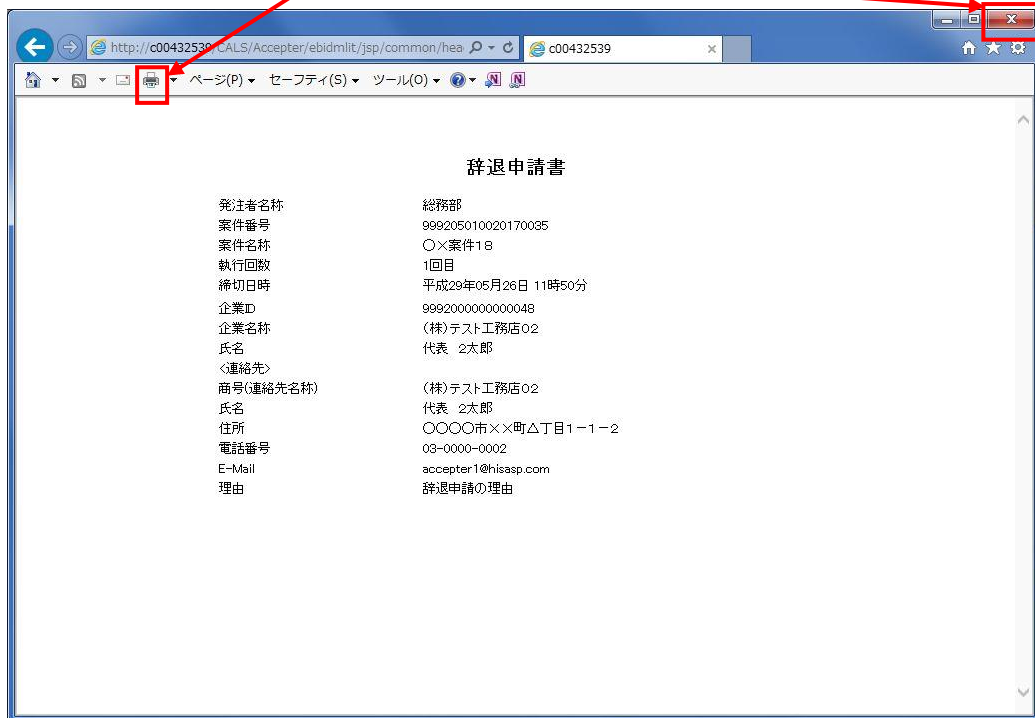 http://c00432539/CALS/Accepter/ebidmlit/jsp/common/hea
c00432539
ページ(P) セーフティ(S) ツール(O)
辞退申請書
発注者名称 総務部
案件番号 999205010020170035
案件名称 〇×案件18
執行回数 1回目
締切日時 平成29年05月26日 11時50分
企業ID 9992000000000048
企業名称 (株)テスト工務店02
氏名 代表 2太郎
<連絡先>
商号(連絡先名称) (株)テスト工務店02
氏名 代表 2太郎
住所 〇〇〇〇市××町△丁目1-1-2
電話番号 03-0000-0002
E-Mail accepter1@hisasp.com
理由 辞退申請の理由